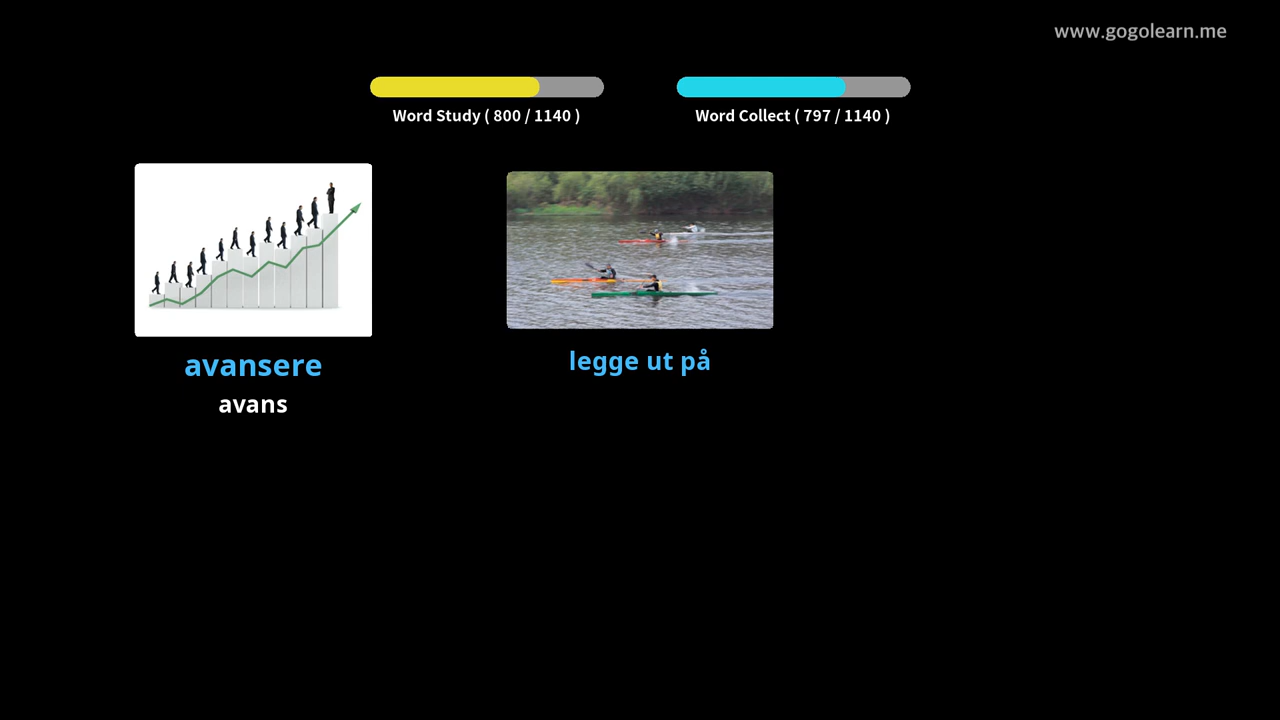 www.gogolearn.me
Word Study ( 800 / 1140 )
Word Collect ( 797 / 1140 )
avansere
avans
legge ut på